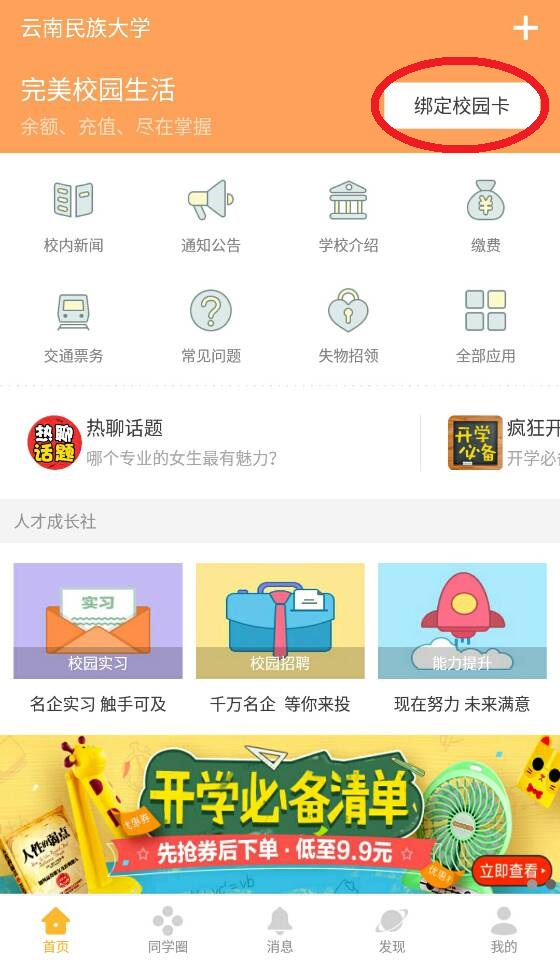 云南民族大学
完美校园生活
余额、充值、尽在掌握
绑定校园卡
校内新闻
通知公告
学校介绍
缴费
交通票务
常见问题
失物招领
全部应用
热聊
话题
热聊话题
哪个专业的女生最有魅力?
开学
必备
疯狂开
开学必
人才成长社
实习
校园实习
校园招聘
能力提升
名企实习 触手可及
千万名企 等你来投
现在努力 未来满意
开学必备清单
先抢券后下单·低至9.9元
人性的弱点
优惠券
优惠
立即查看
首页
同学圈
消息
发现
我的